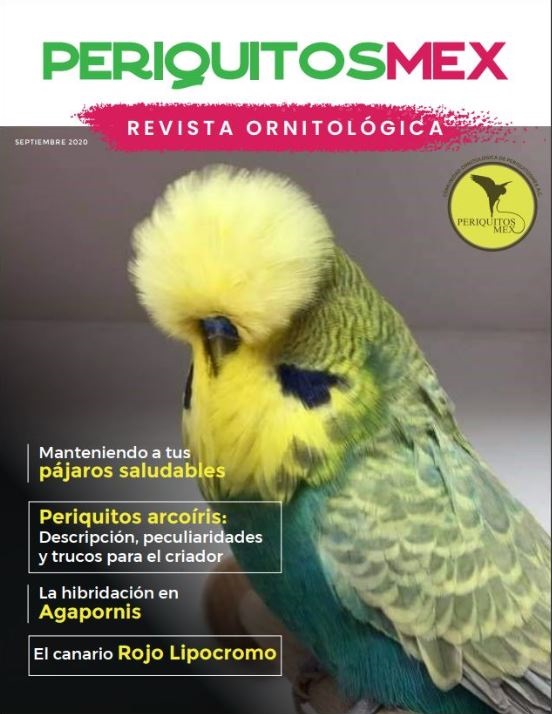 PERIQUITOSMEX
REVISTA ORNITOLÓGICA
SEPTIEMBRE 2020
PERIQUITOS
MEX
Manteniendo a tus
pájaros saludables
Periquitos arcoíris:
Descripción, peculiaridades
y trucos para el criador
La hibridación en
Agapornis
El canario Rojo Lipocromo